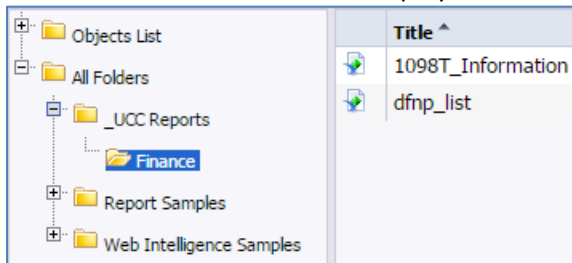 Objects List
All Folders
_UCC Reports
Finance
Report Samples
Web Intelligence Samples
Title
1098T_Information
dfnp_list